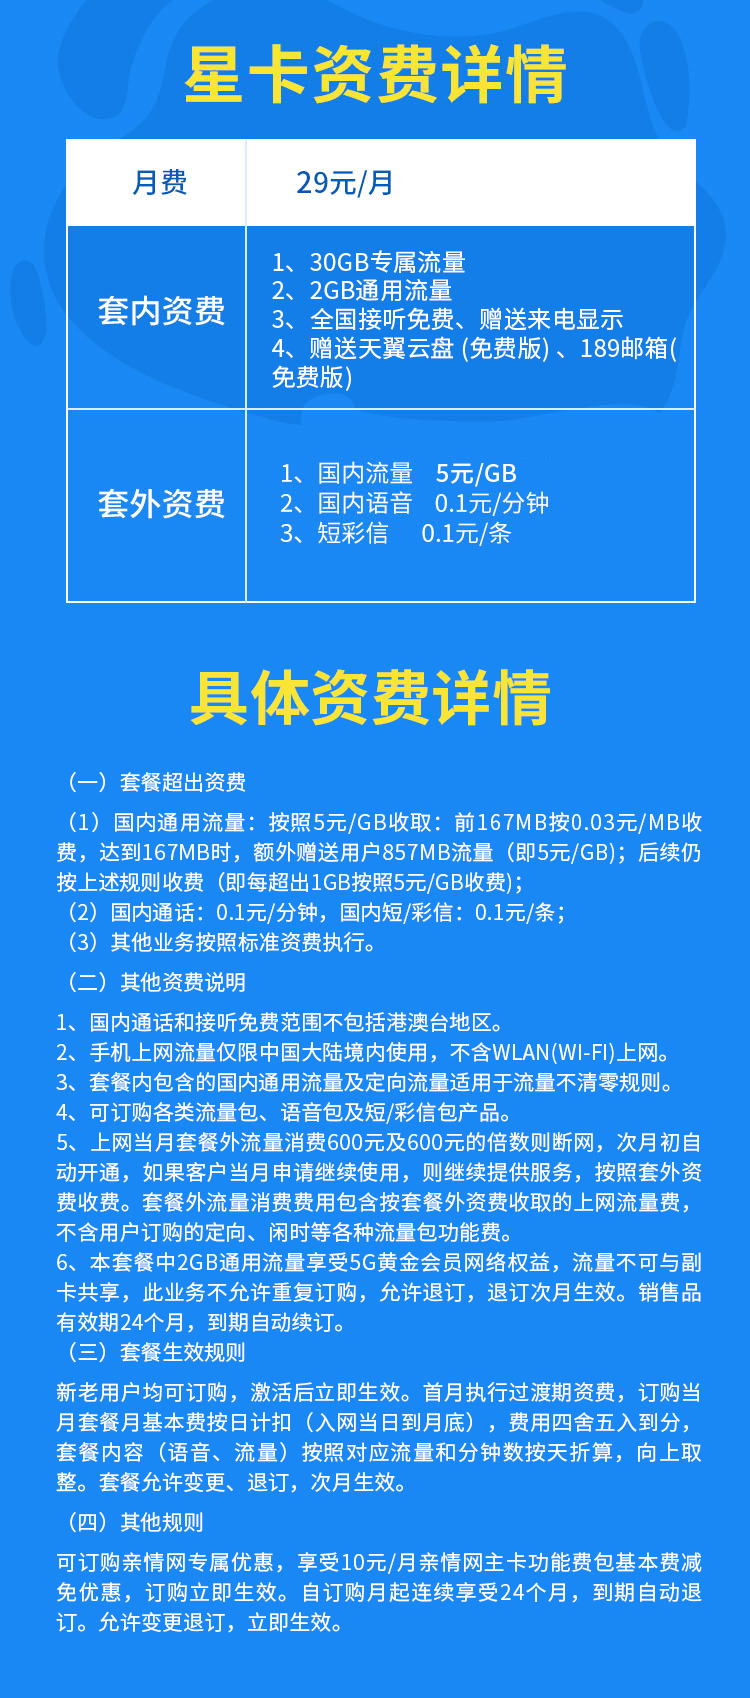 星卡资费详情
月费
29元/月
套内资费
1、30GB专属流量
2、2GB通用流量
3、全国接听免费、赠送来电显示
4、赠送天翼云盘 (免费版) 、189邮箱(
免费版)
套外资费
1、国内流量 5元/GB
2、国内语音 0.1元/分钟
3、短彩信 0.1元/条
具体资费详情
（一）套餐超出资费
（1）国内通用流量：按照5元/GB收取：前167MB按0.03元/MB收
费，达到167MB时，额外赠送用户857MB流量（即5元/GB)；后续仍
按上述规则收费（即每超出1GB按照5元/GB收费)；
（2）国内通话：0.1元/分钟，国内短/彩信：0.1元/条；
（3）其他业务按照标准资费执行。
（二）其他资费说明
1、国内通话和接听免费范围不包括港澳台地区。
2、手机上网流量仅限中国大陆境内使用，不含WLAN(WI-FI)上网。
3、套餐内包含的国内通用流量及定向流量适用于流量不清零规则。
4、可订购各类流量包、语音包及短/彩信包产品。
5、上网当月套餐外流量消费600元及600元的倍数则断网，次月初自
动开通，如果客户当月申请继续使用，则继续提供服务，按照套外资
费收费。套餐外流量消费费用包含按套餐外资费收取的上网流量费，
不含用户订购的定向、闲时等各种流量包功能费。
6、本套餐中2GB通用流量享受5G黄金会员网络权益，流量不可与副
卡共享，此业务不允许重复订购，允许退订，退订次月生效。销售品
有效期24个月，到期自动续订。
（三）套餐生效规则
新老用户均可订购，激活后立即生效。首月执行过渡期资费，订购当
月套餐月基本费按日计扣（入网当日到月底），费用四舍五入到分，
套餐内容（语音、流量）按照对应流量和分钟数按天折算，向上取
整。套餐允许变更、退订，次月生效。
（四）其他规则
可订购亲情网专属优惠，享受10元/月亲情网主卡功能费包基本费减
免优惠，订购立即生效。自订购月起连续享受24个月，到期自动退
订。允许变更退订，立即生效。